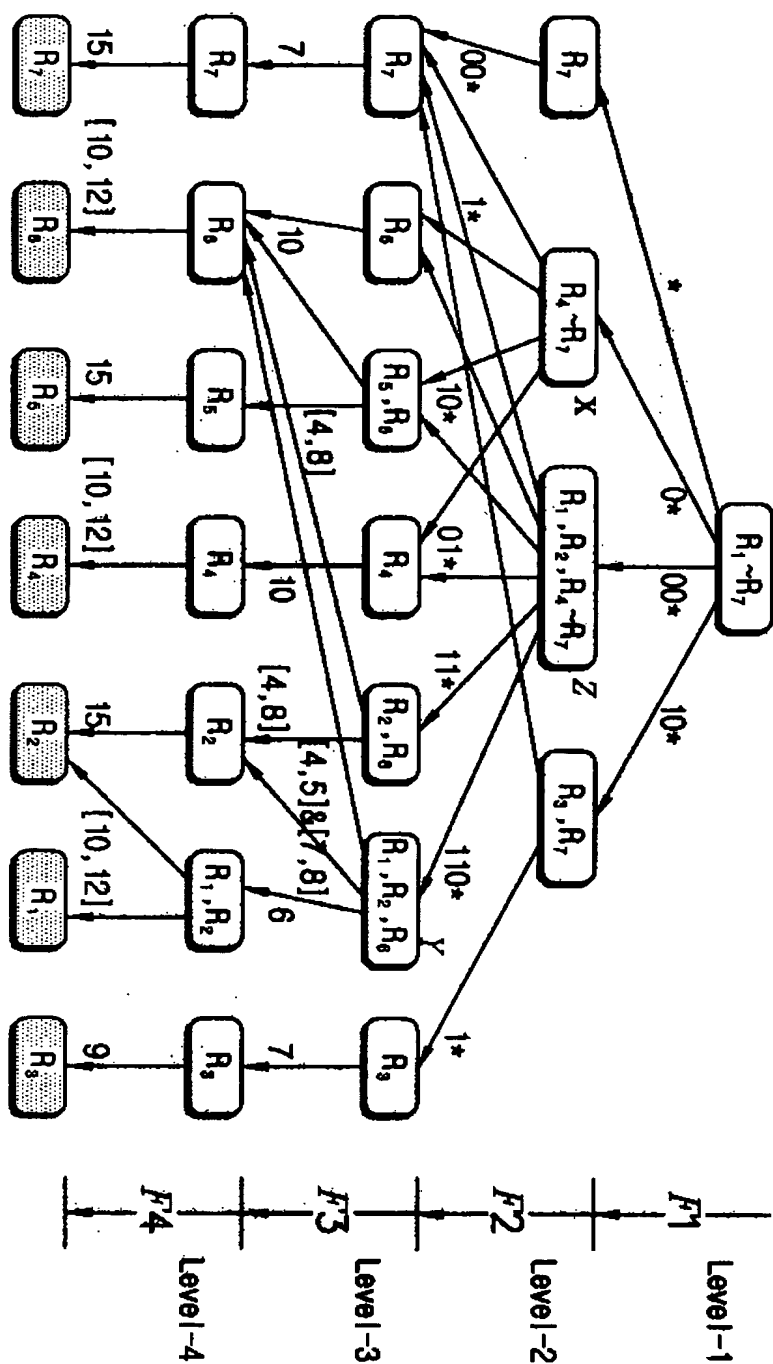 R₁~R₇
Level-1
* 0* 00* 10*
F1
R₇
R₄~R₇
X
R₁,R₂,R₄~R₇
Z
R₃,R₇
Level-2
00* 1* 10* 01* 11* 110* 1*
F2
R₇
R₆
R₅,R₆
R₄
R₂,R₆
R₁,R₂,R₆
Y
R₃
Level-3
7 10 [4,8] 10 [4,8] [4,5]&[7,8] 6 7
F3
R₇
R₆
R₅
R₄
R₂
R₁,R₂
R₃
Level-4
15 [10,12] 15 [10,12] 15 [10,12] 9
F4
R₇
R₆
R₅
R₄
R₂
R₁
R₃